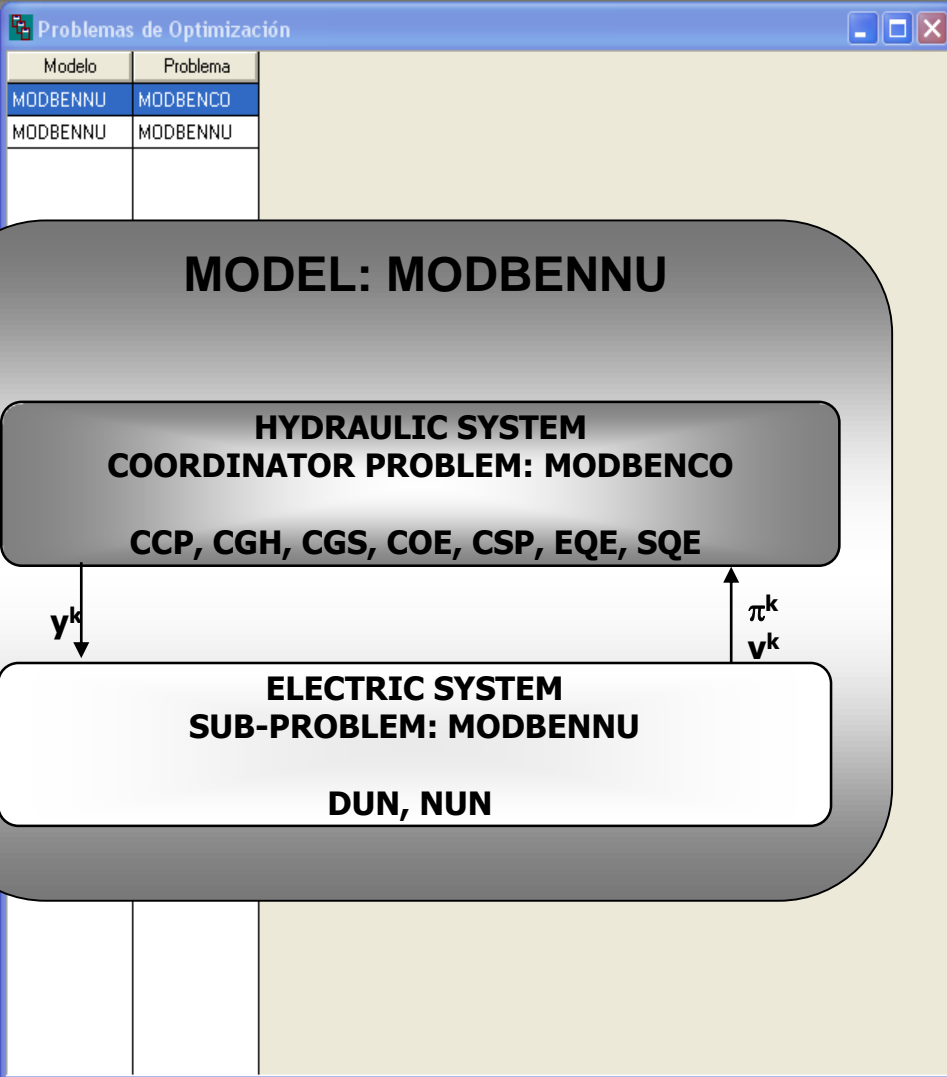 Problemas de Optimización
Modelo Problema
MODBENNU MODBENCO
MODBENNU MODBENNU
MODEL: MODBENNU
HYDRAULIC SYSTEM
COORDINATOR PROBLEM: MODBENCO
CCP, CGH, CGS, COE, CSP, EQE, SQE
yᵏ
πᵏ
vᵏ
ELECTRIC SYSTEM
SUB-PROBLEM: MODBENNU
DUN, NUN